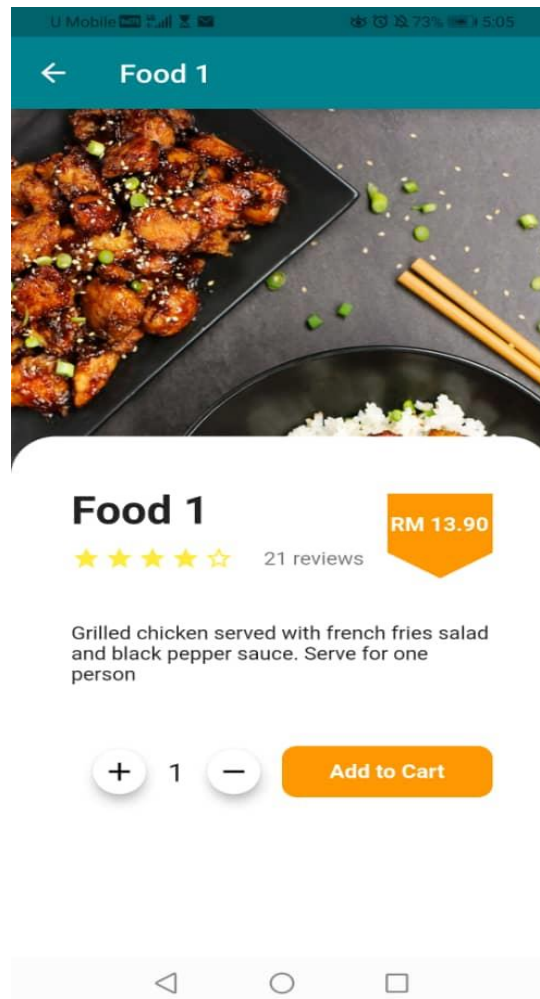 U Mobile 73% 5:05
Food 1
Food 1
RM 13.90
21 reviews
Grilled chicken served with french fries salad
and black pepper sauce. Serve for one
person
+ 1 −
Add to Cart